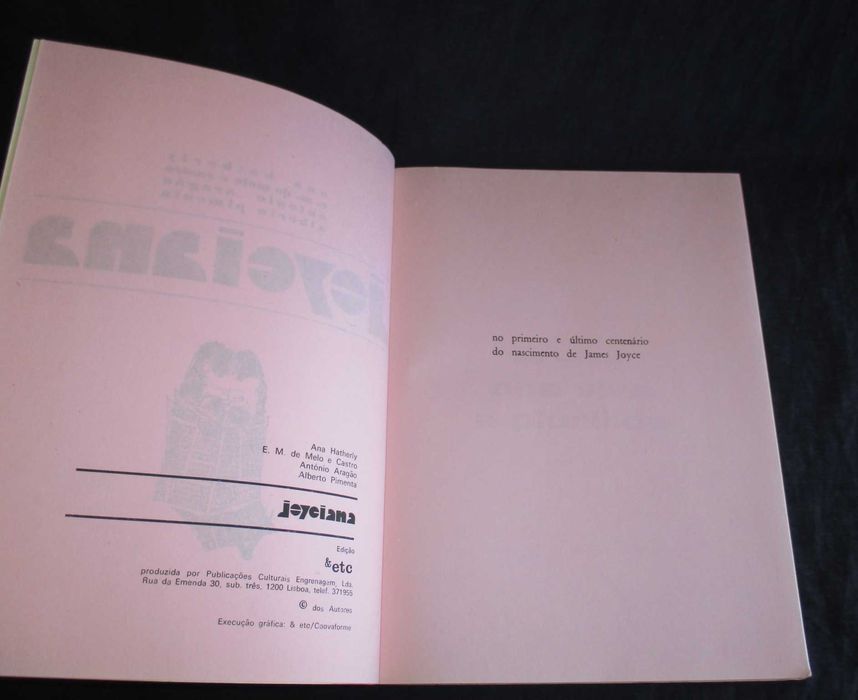 Ana Hatherly
E. M. de Melo e Castro
António Aragão
Alberto Pimenta
joyciana
Edição
& etc
produzida por Publicações Culturais Engrenagem, Lda.
Rua da Emenda 30, sub. três, 1200 Lisboa, telef. 371955
© dos Autores
Execução gráfica: & etc/Coovaforme
no primeiro e último centenário
do nascimento de James Joyce